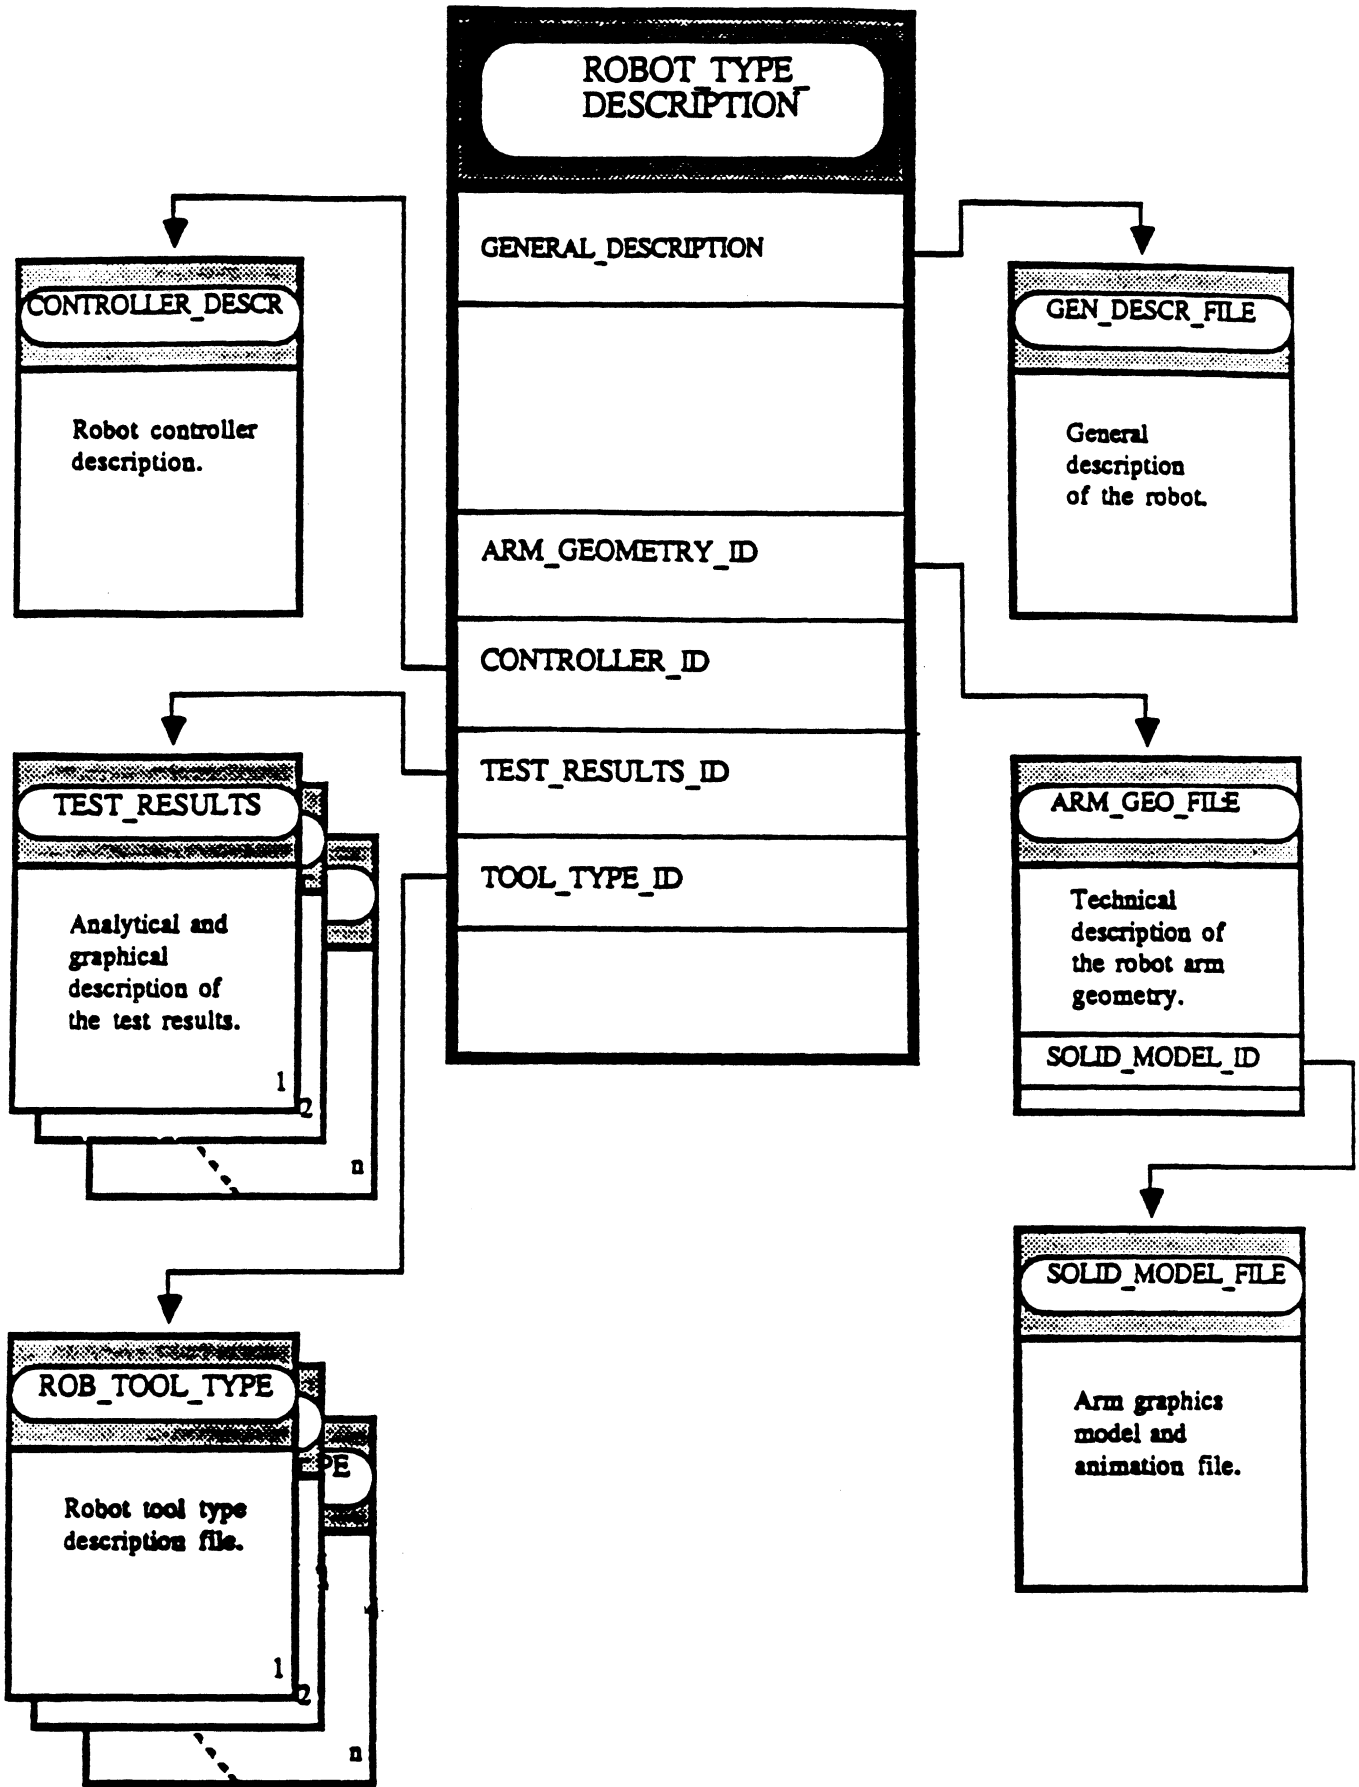 ROBOT_TYPE_
DESCRIPTION
GENERAL_DESCRIPTION
ARM_GEOMETRY_ID
CONTROLLER_ID
TEST_RESULTS_ID
TOOL_TYPE_ID
CONTROLLER_DESCR
Robot controller
description.
TEST_RESULTS
Analytical and
graphical
description of
the test results.
1
2
n
ROB_TOOL_TYPE
PE
Robot tool type
description file.
1
2
n
GEN_DESCR_FILE
General
description
of the robot.
ARM_GEO_FILE
Technical
description of
the robot arm
geometry.
SOLID_MODEL_ID
SOLID_MODEL_FILE
Arm graphics
model and
animation file.